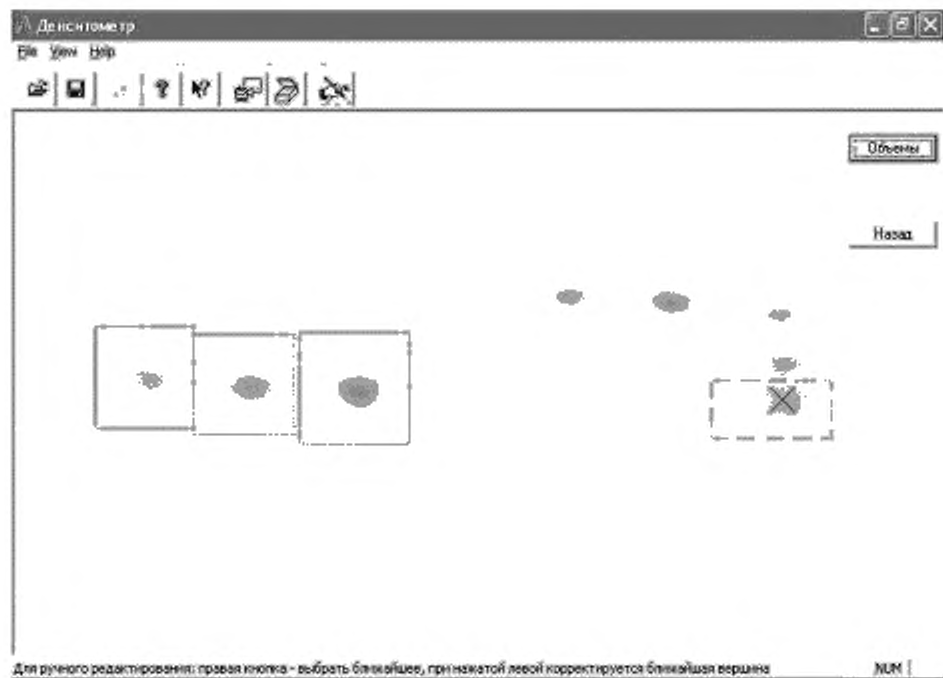 Денситометр
File View Help
Объемы
Назад
Для ручного редактирования: правая кнопка - выбрать ближайшее, при нажатой левой корректируется ближайшая вершина NUM